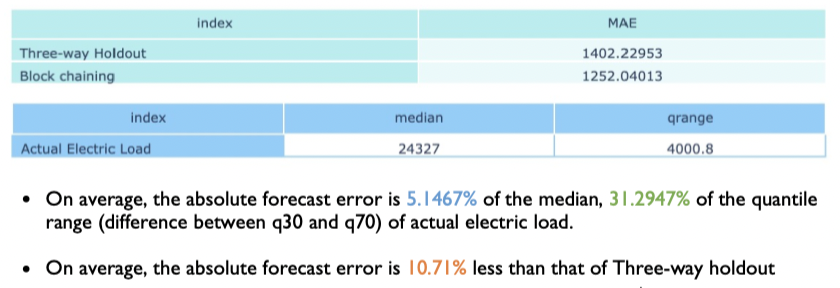 index MAE
Three-way Holdout 1402.22953
Block chaining 1252.04013
index median qrange
Actual Electric Load 24327 4000.8
• On average, the absolute forecast error is 5.1467% of the median, 31.2947% of the quantile
range (difference between q30 and q70) of actual electric load.
• On average, the absolute forecast error is 10.71% less than that of Three-way holdout